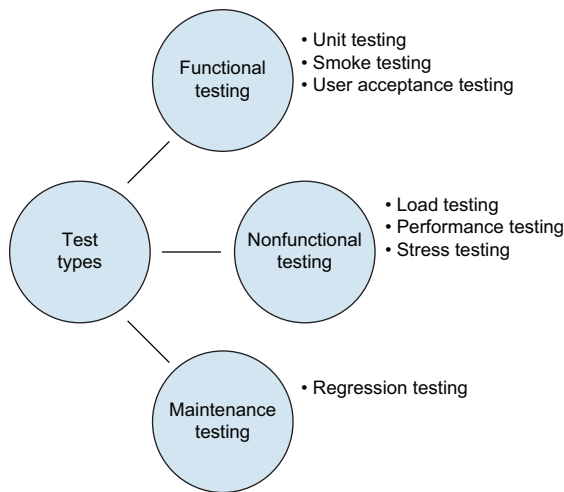 Functional
testing
• Unit testing
• Smoke testing
• User acceptance testing
Test
types
Nonfunctional
testing
• Load testing
• Performance testing
• Stress testing
Maintenance
testing
• Regression testing